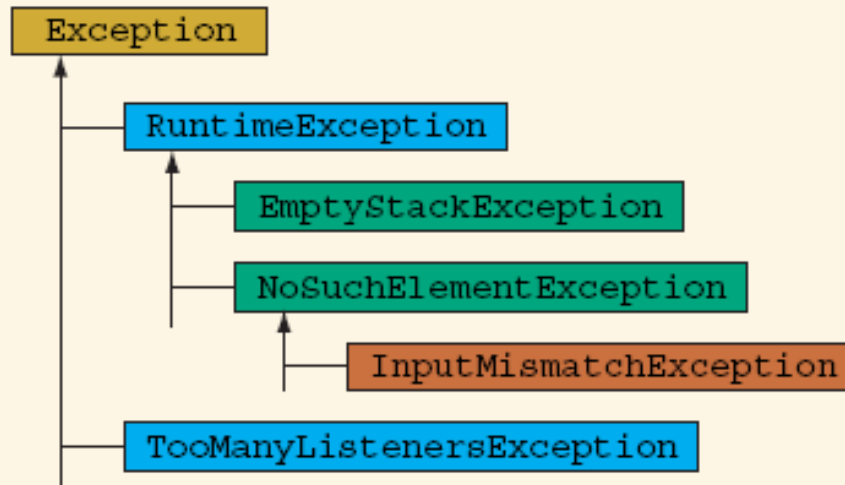 Exception
RuntimeException
EmptyStackException
NoSuchElementException
InputMismatchException
TooManyListenersException